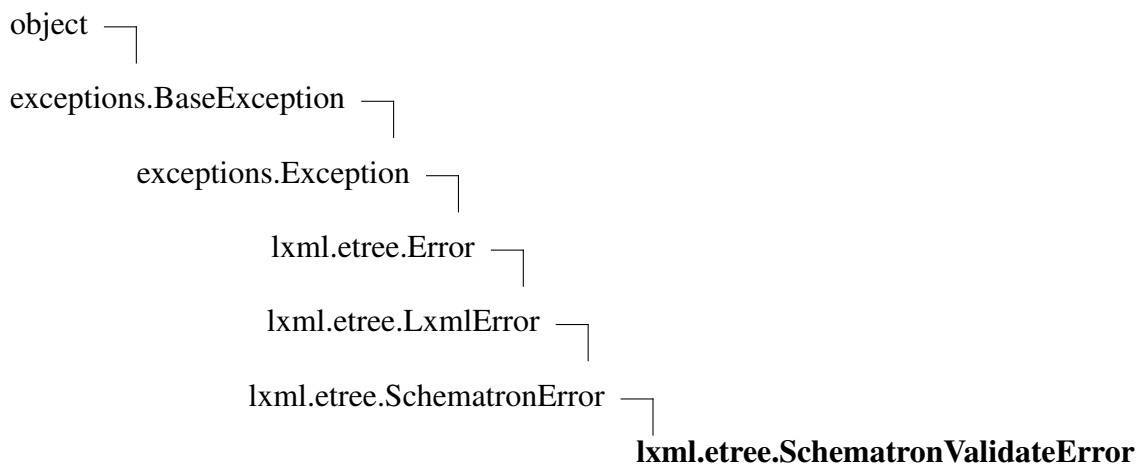 object
exceptions.BaseException
exceptions.Exception
lxml.etree.Error
lxml.etree.LxmlError
lxml.etree.SchematronError
lxml.etree.SchematronValidateError